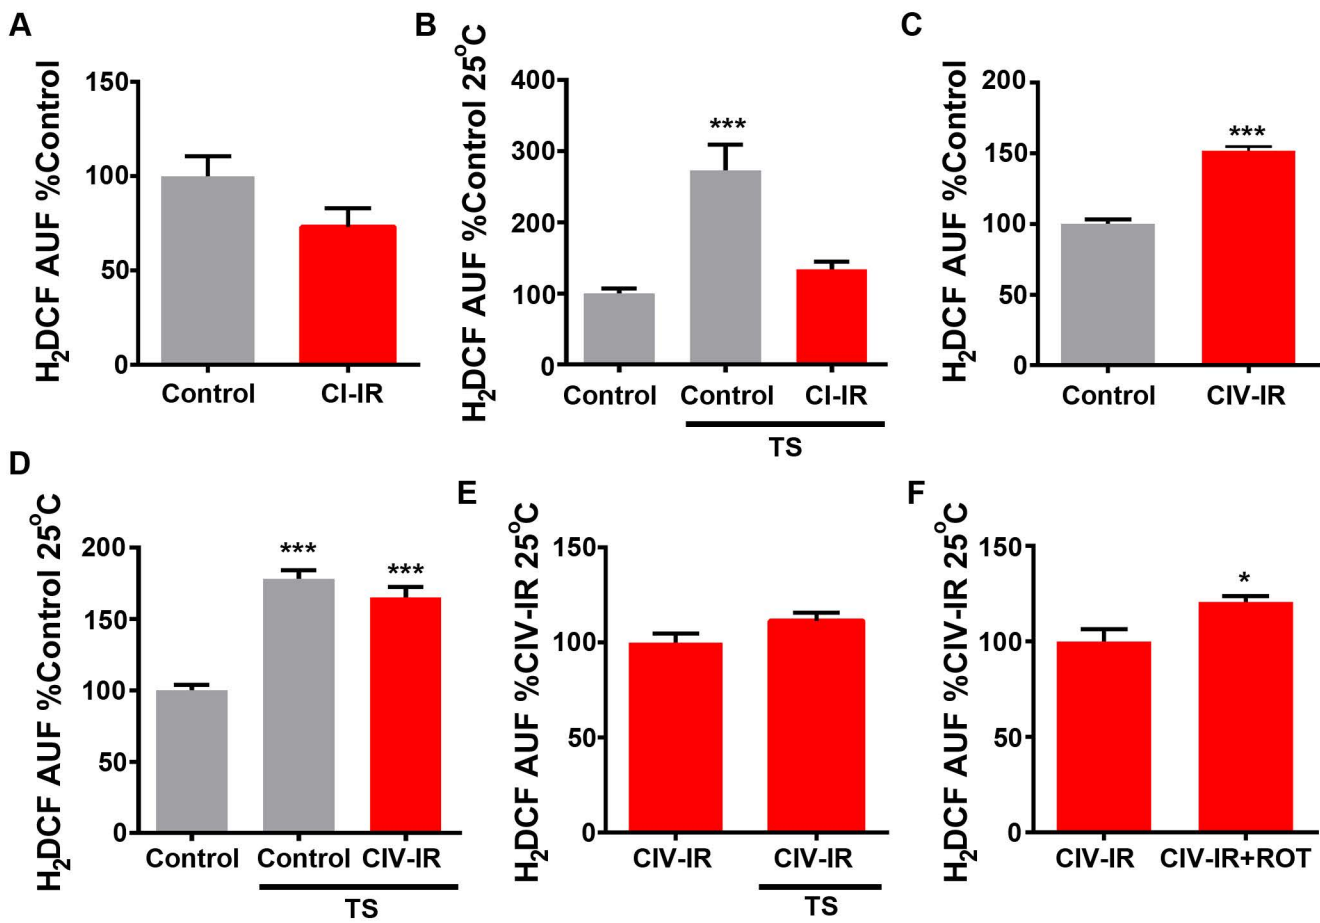 A
H₂DCF AUF %Control
150
100
50
0
Control CI-IR
B
H₂DCF AUF %Control 25°C
400
300
200
100
0
***
Control Control CI-IR
TS
C
H₂DCF AUF %Control
200
150
100
50
0
***
Control CIV-IR
D
H₂DCF AUF %Control 25°C
200
150
100
50
0
***
***
Control Control CIV-IR
TS
E
H₂DCF AUF %CIV-IR 25°C
150
100
50
0
CIV-IR CIV-IR
TS
F
H₂DCF AUF %CIV-IR 25°C
150
100
50
0
*
CIV-IR CIV-IR+ROT